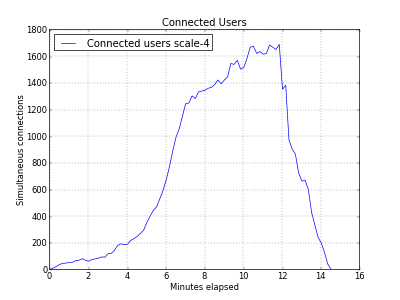 Connected Users
Connected users scale-4
1800
1600
1400
1200
1000
800
600
400
200
0
Simultaneous connections
0 2 4 6 8 10 12 14 16
Minutes elapsed